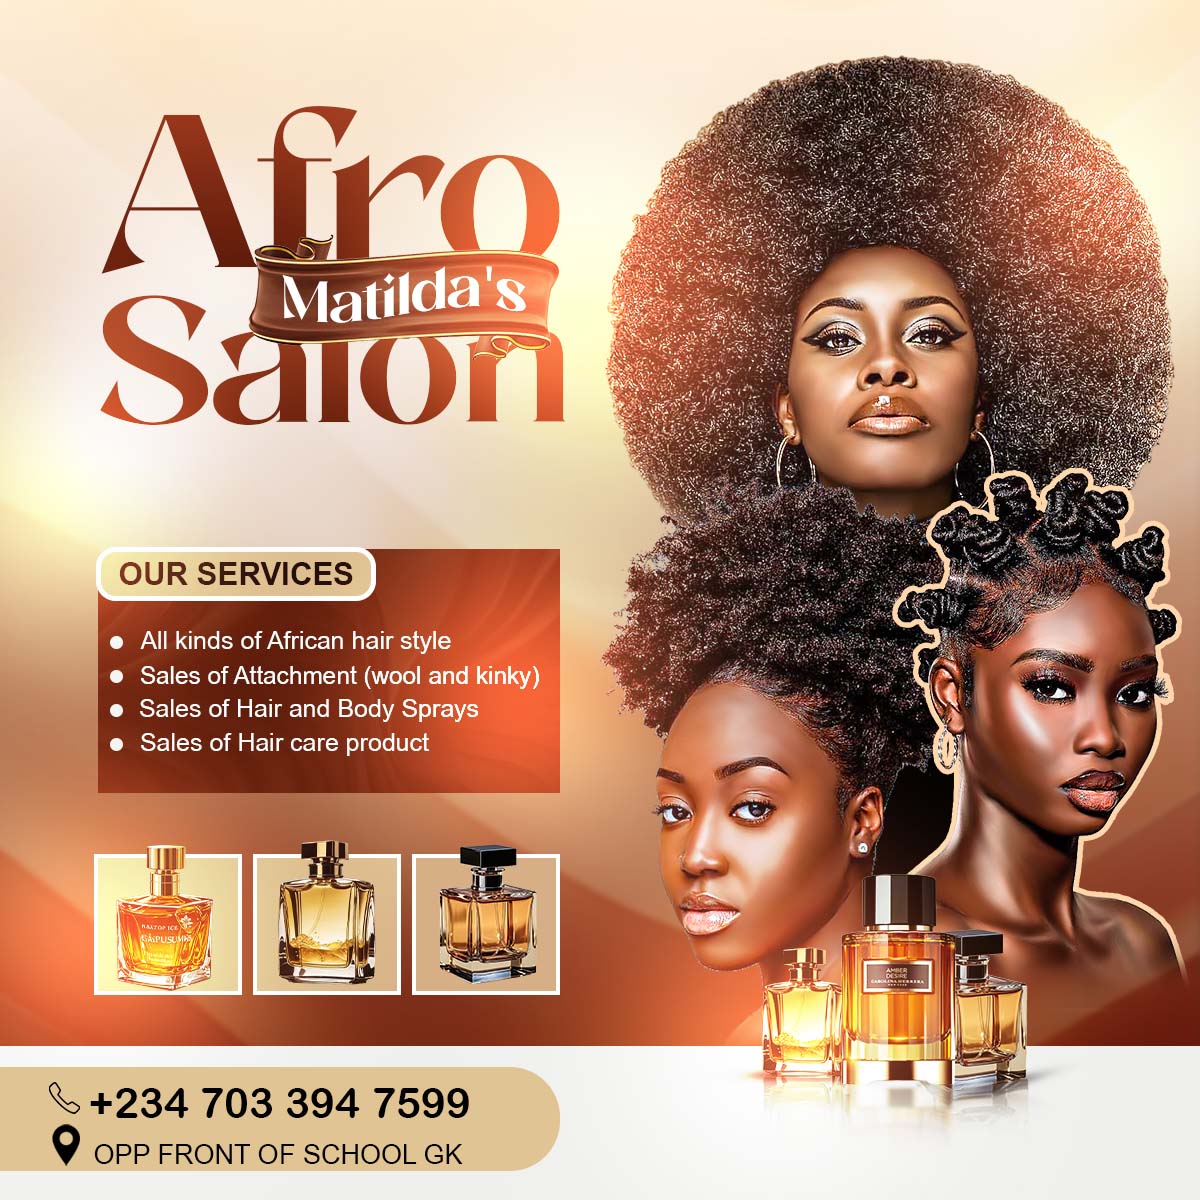 Afro
Matilda's
Salon
OUR SERVICES
All kinds of African hair style
Sales of Attachment (wool and kinky)
Sales of Hair and Body Sprays
Sales of Hair care product
AMBER
DESIRE
CAROLINA HERRERA
NEW YORK
+234 703 394 7599
OPP FRONT OF SCHOOL GK